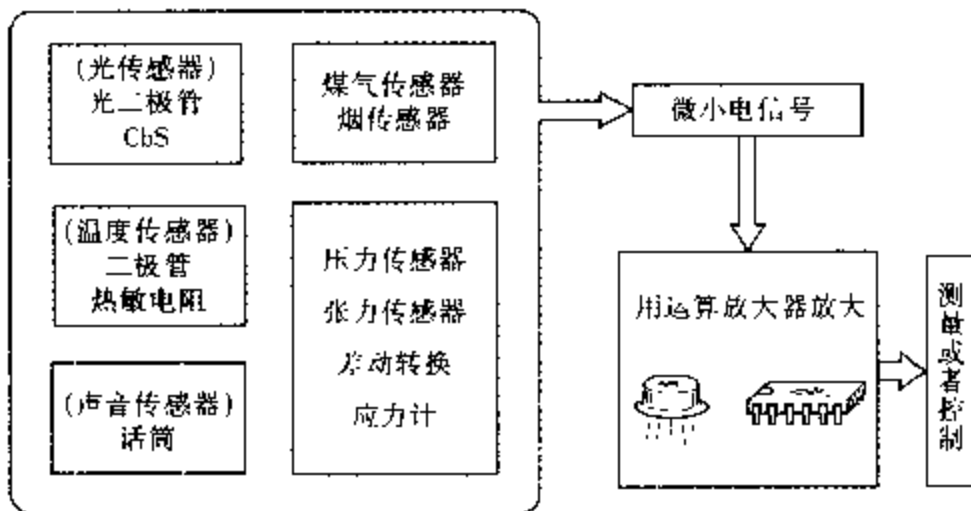 (光传感器)
光二极管
CbS
煤气传感器
烟传感器
微小电信号
(温度传感器)
二极管
热敏电阻
压力传感器
张力传感器
差动转换
应力计
用运算放大器放大
测量或者控制
(声音传感器)
话筒